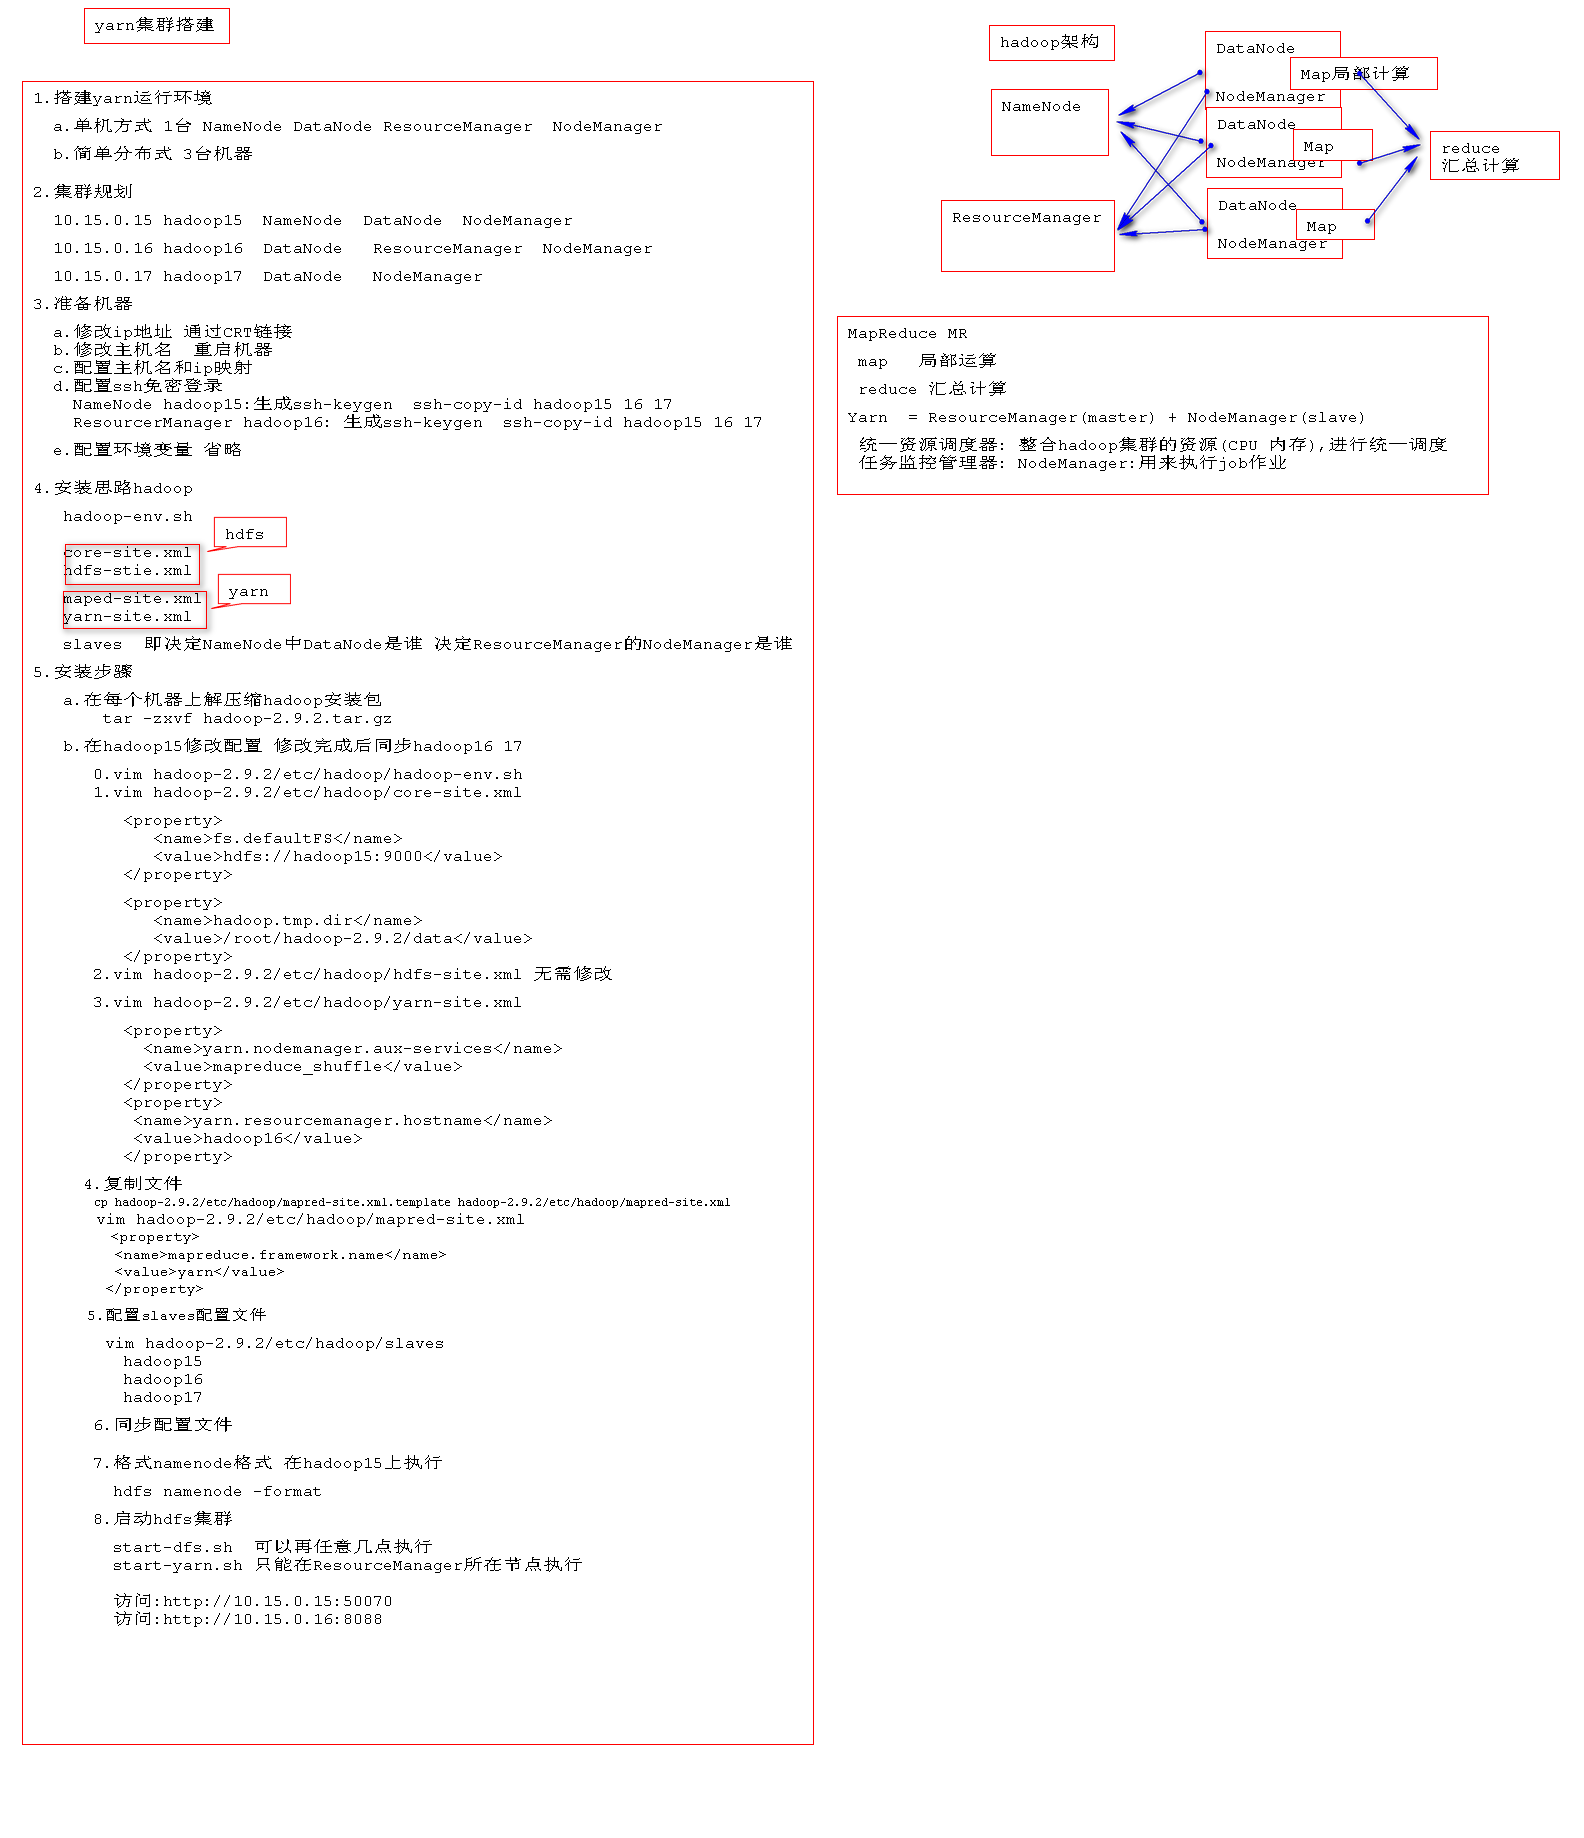 yarn集群搭建
1.搭建yarn运行环境
a.单机方式 1台 NameNode DataNode ResourceManager  NodeManager
b.简单分布式 3台机器
2.集群规划
10.15.0.15 hadoop15  NameNode  DataNode  NodeManager
10.15.0.16 hadoop16  DataNode   ResourceManager  NodeManager
10.15.0.17 hadoop17  DataNode   NodeManager
3.准备机器
a.修改ip地址 通过CRT链接
b.修改主机名  重启机器
c.配置主机名和ip映射
d.配置ssh免密登录
NameNode hadoop15:生成ssh-keygen  ssh-copy-id hadoop15 16 17
ResourcerManager hadoop16: 生成ssh-keygen  ssh-copy-id hadoop15 16 17
e.配置环境变量 省略
4.安装思路hadoop
hadoop-env.sh
hdfs
core-site.xml
hdfs-stie.xml
yarn
maped-site.xml
yarn-site.xml
slaves  即决定NameNode中DataNode是谁 决定ResourceManager的NodeManager是谁
5.安装步骤
a.在每个机器上解压缩hadoop安装包
tar -zxvf hadoop-2.9.2.tar.gz
b.在hadoop15修改配置 修改完成后同步hadoop16 17
0.vim hadoop-2.9.2/etc/hadoop/hadoop-env.sh
1.vim hadoop-2.9.2/etc/hadoop/core-site.xml
<property>
<name>fs.defaultFS</name>
<value>hdfs://hadoop15:9000</value>
</property>
<property>
<name>hadoop.tmp.dir</name>
<value>/root/hadoop-2.9.2/data</value>
</property>
2.vim hadoop-2.9.2/etc/hadoop/hdfs-site.xml 无需修改
3.vim hadoop-2.9.2/etc/hadoop/yarn-site.xml
<property>
<name>yarn.nodemanager.aux-services</name>
<value>mapreduce_shuffle</value>
</property>
<property>
<name>yarn.resourcemanager.hostname</name>
<value>hadoop16</value>
</property>
4.复制文件
cp hadoop-2.9.2/etc/hadoop/mapred-site.xml.template hadoop-2.9.2/etc/hadoop/mapred-site.xml
vim hadoop-2.9.2/etc/hadoop/mapred-site.xml
<property>
<name>mapreduce.framework.name</name>
<value>yarn</value>
</property>
5.配置slaves配置文件
vim hadoop-2.9.2/etc/hadoop/slaves
hadoop15
hadoop16
hadoop17
6.同步配置文件
7.格式namenode格式 在hadoop15上执行
hdfs namenode -format
8.启动hdfs集群
start-dfs.sh  可以再任意几点执行
start-yarn.sh 只能在ResourceManager所在节点执行
访问:http://10.15.0.15:50070
访问:http://10.15.0.16:8088
hadoop架构
NameNode
ResourceManager
DataNode
Map局部计算
NodeManager
DataNode
Map
NodeManager
DataNode
Map
NodeManager
reduce
汇总计算
MapReduce MR
map   局部运算
reduce 汇总计算
Yarn  = ResourceManager(master) + NodeManager(slave)
统一资源调度器: 整合hadoop集群的资源(CPU 内存),进行统一调度
任务监控管理器: NodeManager:用来执行job作业